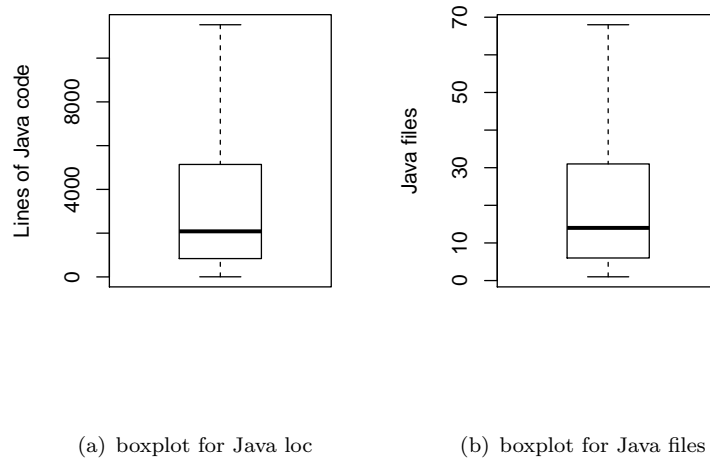 Lines of Java code
0
4000
8000
Java files
0
10
30
50
70
(a) boxplot for Java loc
(b) boxplot for Java files